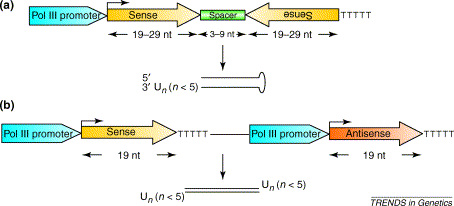 (a)
Pol III promoter Sense Spacer Sense TTTTT
19–29 nt 3–9 nt 19–29 nt
5′
3′ Un (n < 5)
(b)
Pol III promoter Sense TTTTT Pol III promoter Antisense TTTTT
19 nt 19 nt
Un (n < 5)
Un (n < 5)
TRENDS in Genetics